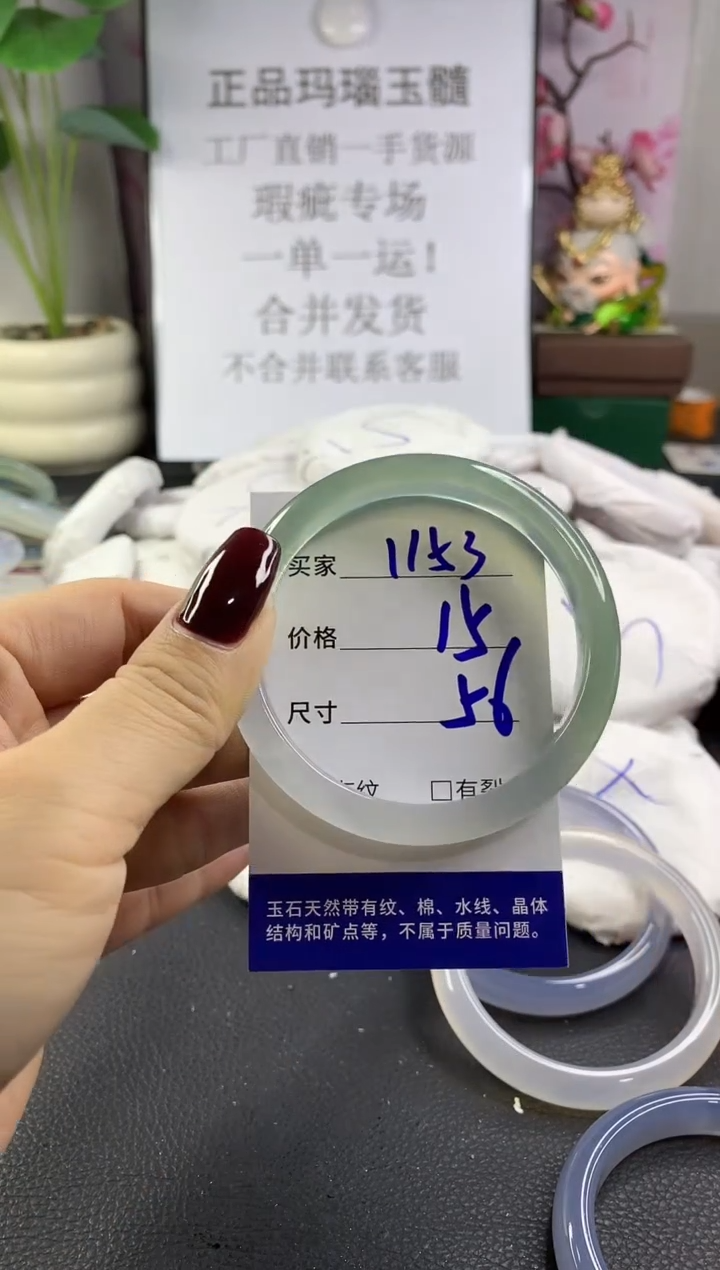 正品玛瑙玉髓
工厂直销一手货源
瑕疵专场
一单一运！
合并发货
不合并联系客服
买家 1153
价格 15
尺寸 56
纹 □有裂
玉石天然带有纹、棉、水线、晶体
结构和矿点等，不属于质量问题。